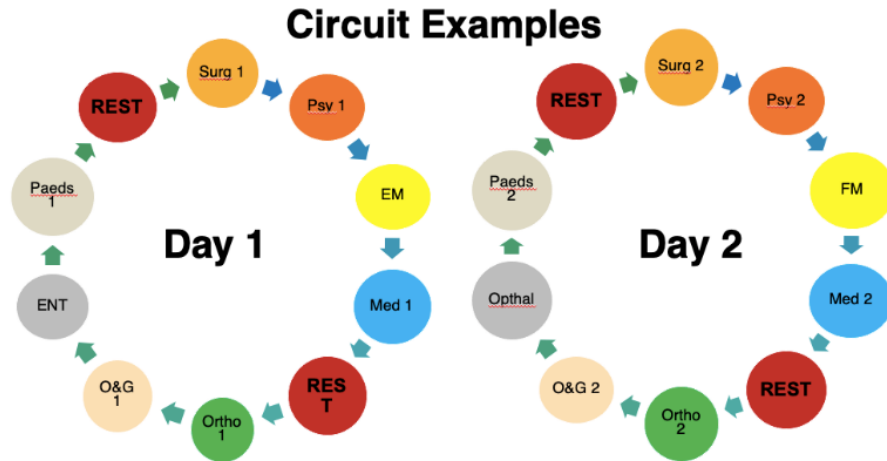 Circuit Examples
Day 1
REST
Surg 1
Psy 1
EM
Med 1
RES
T
Ortho
1
O&G
1
ENT
Paeds
1
Day 2
REST
Surg 2
Psy 2
FM
Med 2
REST
Ortho
2
O&G 2
Opthal
Paeds
2